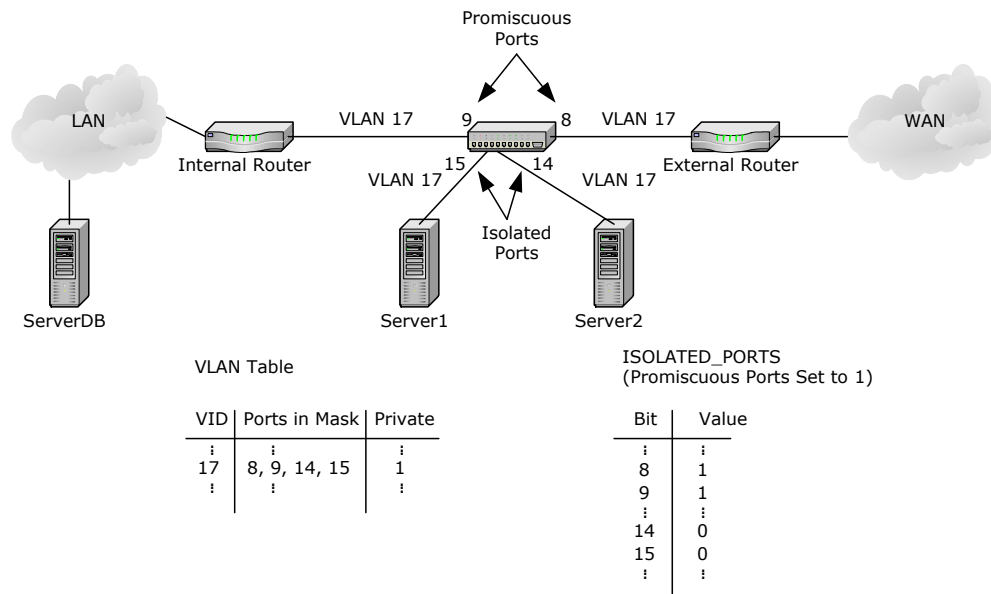 Promiscuous
Ports
LAN
VLAN 17
9
8
VLAN 17
WAN
Internal Router
15
14
External Router
VLAN 17
VLAN 17
Isolated
Ports
ServerDB
Server1
Server2
VLAN Table
ISOLATED_PORTS
(Promiscuous Ports Set to 1)
VID Ports in Mask Private
17 8, 9, 14, 15 1
Bit Value
8 1
9 1
14 0
15 0